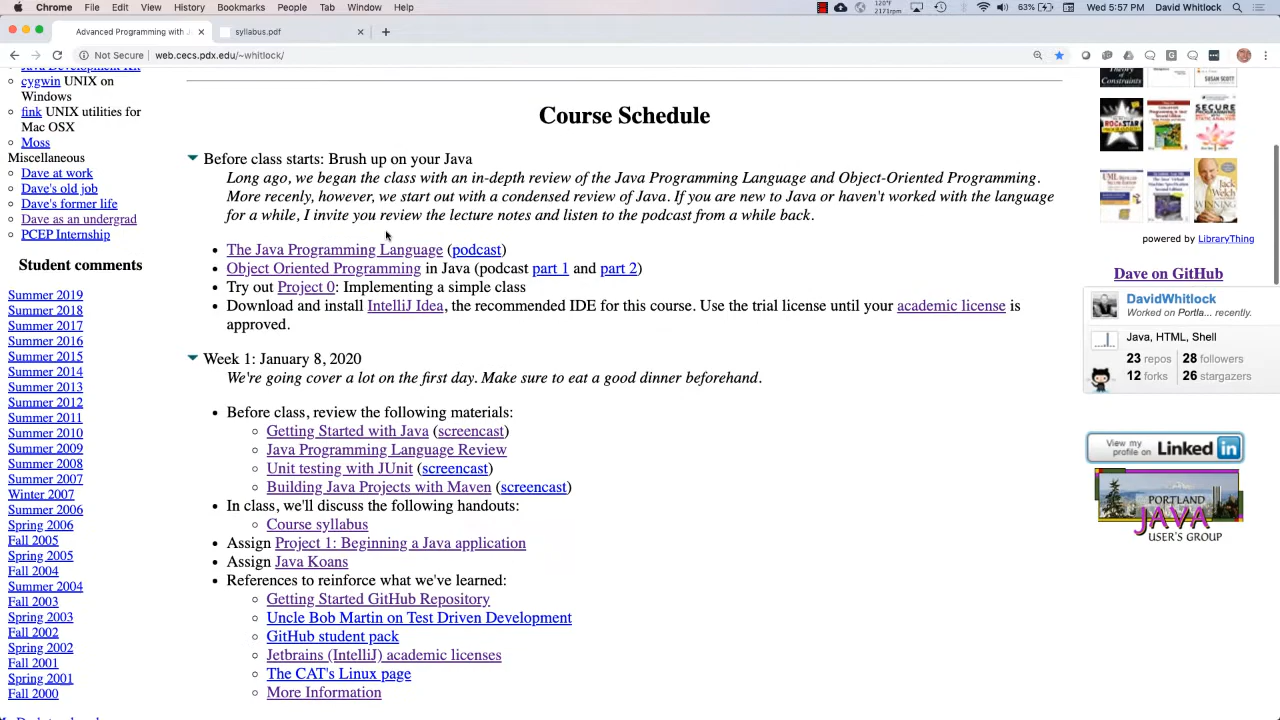 Chrome File Edit View History Bookmarks People Tab Window Help
120°F
63%
Advanced Programming with J
syllabus.pdf
Not Secure | web.cecs.pdx.edu/~whitlock/
Java Development Kit
cygwin UNIX on
Windows
fink UNIX utilities for
Mac OSX
Moss
Miscellaneous
Dave at work
Dave's old job
Dave's former life
Dave as an undergrad
PCEP Internship
Student comments
Summer 2019
Summer 2018
Summer 2017
Summer 2016
Summer 2015
Summer 2014
Summer 2013
Summer 2012
Summer 2011
Summer 2010
Summer 2009
Summer 2008
Summer 2007
Winter 2007
Summer 2006
Spring 2006
Fall 2005
Spring 2005
Fall 2004
Summer 2004
Fall 2003
Spring 2003
Fall 2002
Spring 2002
Fall 2001
Spring 2001
Fall 2000
Course Schedule
Before class starts: Brush up on your Java
Long ago, we began the class with an in-depth review of the Java Programming Language and Object-Oriented Programming.
More recently, however, we start out with a condensed review of Java. If you are new to Java or haven't worked with the language
for a while, I invite you review the lecture notes and listen to the podcast from a while back.
• The Java Programming Language (podcast)
• Object Oriented Programming in Java (podcast part 1 and part 2)
• Try out Project 0: Implementing a simple class
• Download and install IntelliJ Idea, the recommended IDE for this course. Use the trial license until your academic license is
approved.
Week 1: January 8, 2020
We're going cover a lot on the first day. Make sure to eat a good dinner beforehand.
• Before class, review the following materials:
Getting Started with Java (screencast)
Java Programming Language Review
Unit testing with JUnit (screencast)
Building Java Projects with Maven (screencast)
• In class, we'll discuss the following handouts:
Course syllabus
• Assign Project 1: Beginning a Java application
• Assign Java Koans
• References to reinforce what we've learned:
Getting Started GitHub Repository
Uncle Bob Martin on Test Driven Development
GitHub student pack
Jetbrains (IntelliJ) academic licenses
The CAT's Linux page
More Information
Theory of
Constraints
SUSAN SCOTT
ROCKSTAR
SECURE
WINNING
powered by LibraryThing
Dave on GitHub
DavidWhitlock
Worked on Portla... recently.
Java, HTML, Shell
23 repos 28 followers
12 forks 26 stargazers
View my
profile on Linked in
PORTLAND
JAVA
USER'S GROUP